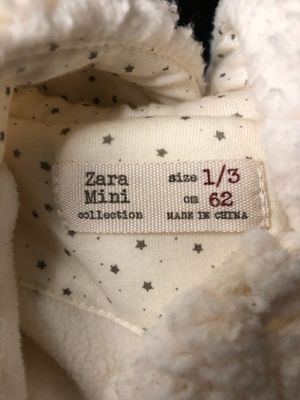 Zara
Mini
collection
size 1/3
cm 62
MADE IN CHINA